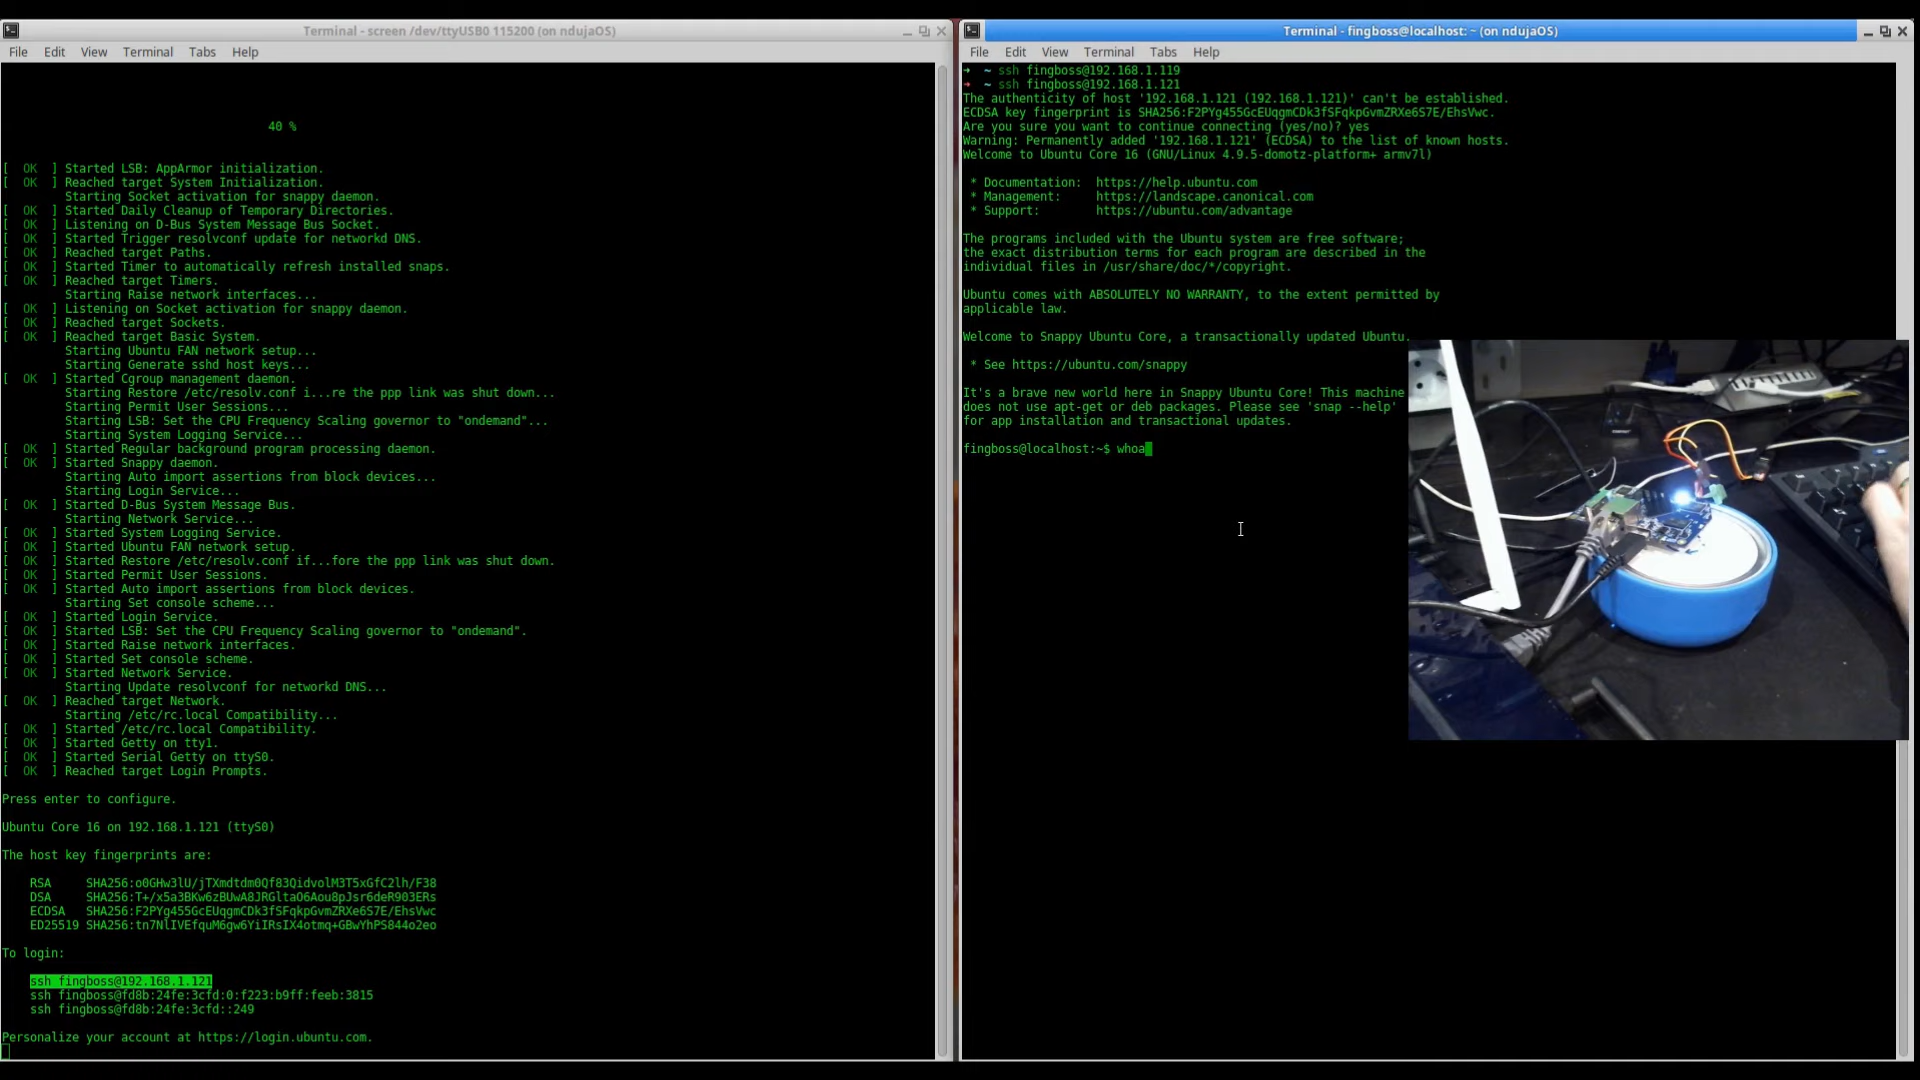 Terminal - screen /dev/ttyUSB0 115200 (on ndujaOS)
File Edit View Terminal Tabs Help
40 %
[ OK ] Started LSB: AppArmor initialization.
[ OK ] Reached target System Initialization.
Starting Socket activation for snappy daemon.
[ OK ] Started Daily Cleanup of Temporary Directories.
[ OK ] Listening on D-Bus System Message Bus Socket.
[ OK ] Started Trigger resolvconf update for networkd DNS.
[ OK ] Reached target Paths.
[ OK ] Started Timer to automatically refresh installed snaps.
[ OK ] Reached target Timers.
Starting Raise network interfaces...
[ OK ] Listening on Socket activation for snappy daemon.
[ OK ] Reached target Sockets.
[ OK ] Reached target Basic System.
Starting Ubuntu FAN network setup...
Starting Generate sshd host keys...
[ OK ] Started Cgroup management daemon.
Starting Restore /etc/resolv.conf i...re the ppp link was shut down...
Starting Permit User Sessions...
Starting LSB: Set the CPU Frequency Scaling governor to "ondemand"...
Starting System Logging Service...
[ OK ] Started Regular background program processing daemon.
[ OK ] Started Snappy daemon.
Starting Auto import assertions from block devices...
Starting Login Service...
[ OK ] Started D-Bus System Message Bus.
Starting Network Service...
[ OK ] Started System Logging Service.
[ OK ] Started Ubuntu FAN network setup.
[ OK ] Started Restore /etc/resolv.conf if...fore the ppp link was shut down.
[ OK ] Started Permit User Sessions.
[ OK ] Started Auto import assertions from block devices.
Starting Set console scheme...
[ OK ] Started Login Service.
[ OK ] Started LSB: Set the CPU Frequency Scaling governor to "ondemand".
[ OK ] Started Raise network interfaces.
[ OK ] Started Set console scheme.
[ OK ] Started Network Service.
Starting Update resolvconf for networkd DNS...
[ OK ] Reached target Network.
Starting /etc/rc.local Compatibility...
[ OK ] Started /etc/rc.local Compatibility.
[ OK ] Started Getty on tty1.
[ OK ] Started Serial Getty on ttyS0.
[ OK ] Reached target Login Prompts.
Press enter to configure.
Ubuntu Core 16 on 192.168.1.121 (ttyS0)
The host key fingerprints are:
RSA SHA256:o0GHw3lU/jTXmdtdm0Qf83QidvolM3T5xGfC2lh/F38
DSA SHA256:T+/x5a3BKw6zBUwA8JRGltaO6Aou8pJsr6deR903ERs
ECDSA SHA256:F2PYg455GcEUqgmCDk3fSFqkpGvmZRXe6S7E/EhsVwc
ED25519 SHA256:tn7NlIVEfquM6gw6YiIRsIX4otmq+GBwYhPS844o2eo
To login:
ssh fingboss@192.168.1.121
ssh fingboss@fd8b:24fe:3cfd:0:f223:b9ff:feeb:3815
ssh fingboss@fd8b:24fe:3cfd::249
Personalize your account at https://login.ubuntu.com.
Terminal - fingboss@localhost: ~ (on ndujaOS)
File Edit View Terminal Tabs Help
➜ ~ ssh fingboss@192.168.1.119
➜ ~ ssh fingboss@192.168.1.121
The authenticity of host '192.168.1.121 (192.168.1.121)' can't be established.
ECDSA key fingerprint is SHA256:F2PYg455GcEUqgmCDk3fSFqkpGvmZRXe6S7E/EhsVwc.
Are you sure you want to continue connecting (yes/no)? yes
Warning: Permanently added '192.168.1.121' (ECDSA) to the list of known hosts.
Welcome to Ubuntu Core 16 (GNU/Linux 4.9.5-domotz-platform+ armv7l)
* Documentation: https://help.ubuntu.com
* Management: https://landscape.canonical.com
* Support: https://ubuntu.com/advantage
The programs included with the Ubuntu system are free software;
the exact distribution terms for each program are described in the
individual files in /usr/share/doc/*/copyright.
Ubuntu comes with ABSOLUTELY NO WARRANTY, to the extent permitted by
applicable law.
Welcome to Snappy Ubuntu Core, a transactionally updated Ubuntu.
* See https://ubuntu.com/snappy
It's a brave new world here in Snappy Ubuntu Core! This machine
does not use apt-get or deb packages. Please see 'snap --help'
for app installation and transactional updates.
fingboss@localhost:~$ whoa